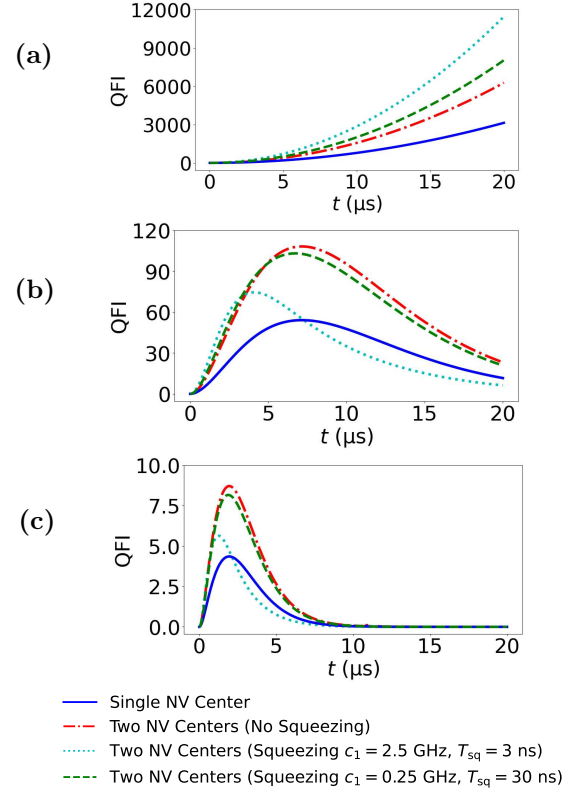 (a)
QFI
12000
9000
6000
3000
0
0 5 10 15 20
t (μs)
(b)
QFI
120
90
60
30
0
0 5 10 15 20
t (μs)
(c)
QFI
10.0
7.5
5.0
2.5
0.0
0 5 10 15 20
t (μs)
Single NV Center
Two NV Centers (No Squeezing)
Two NV Centers (Squeezing c₁ = 2.5 GHz, Tsq = 3 ns)
Two NV Centers (Squeezing c₁ = 0.25 GHz, Tsq = 30 ns)